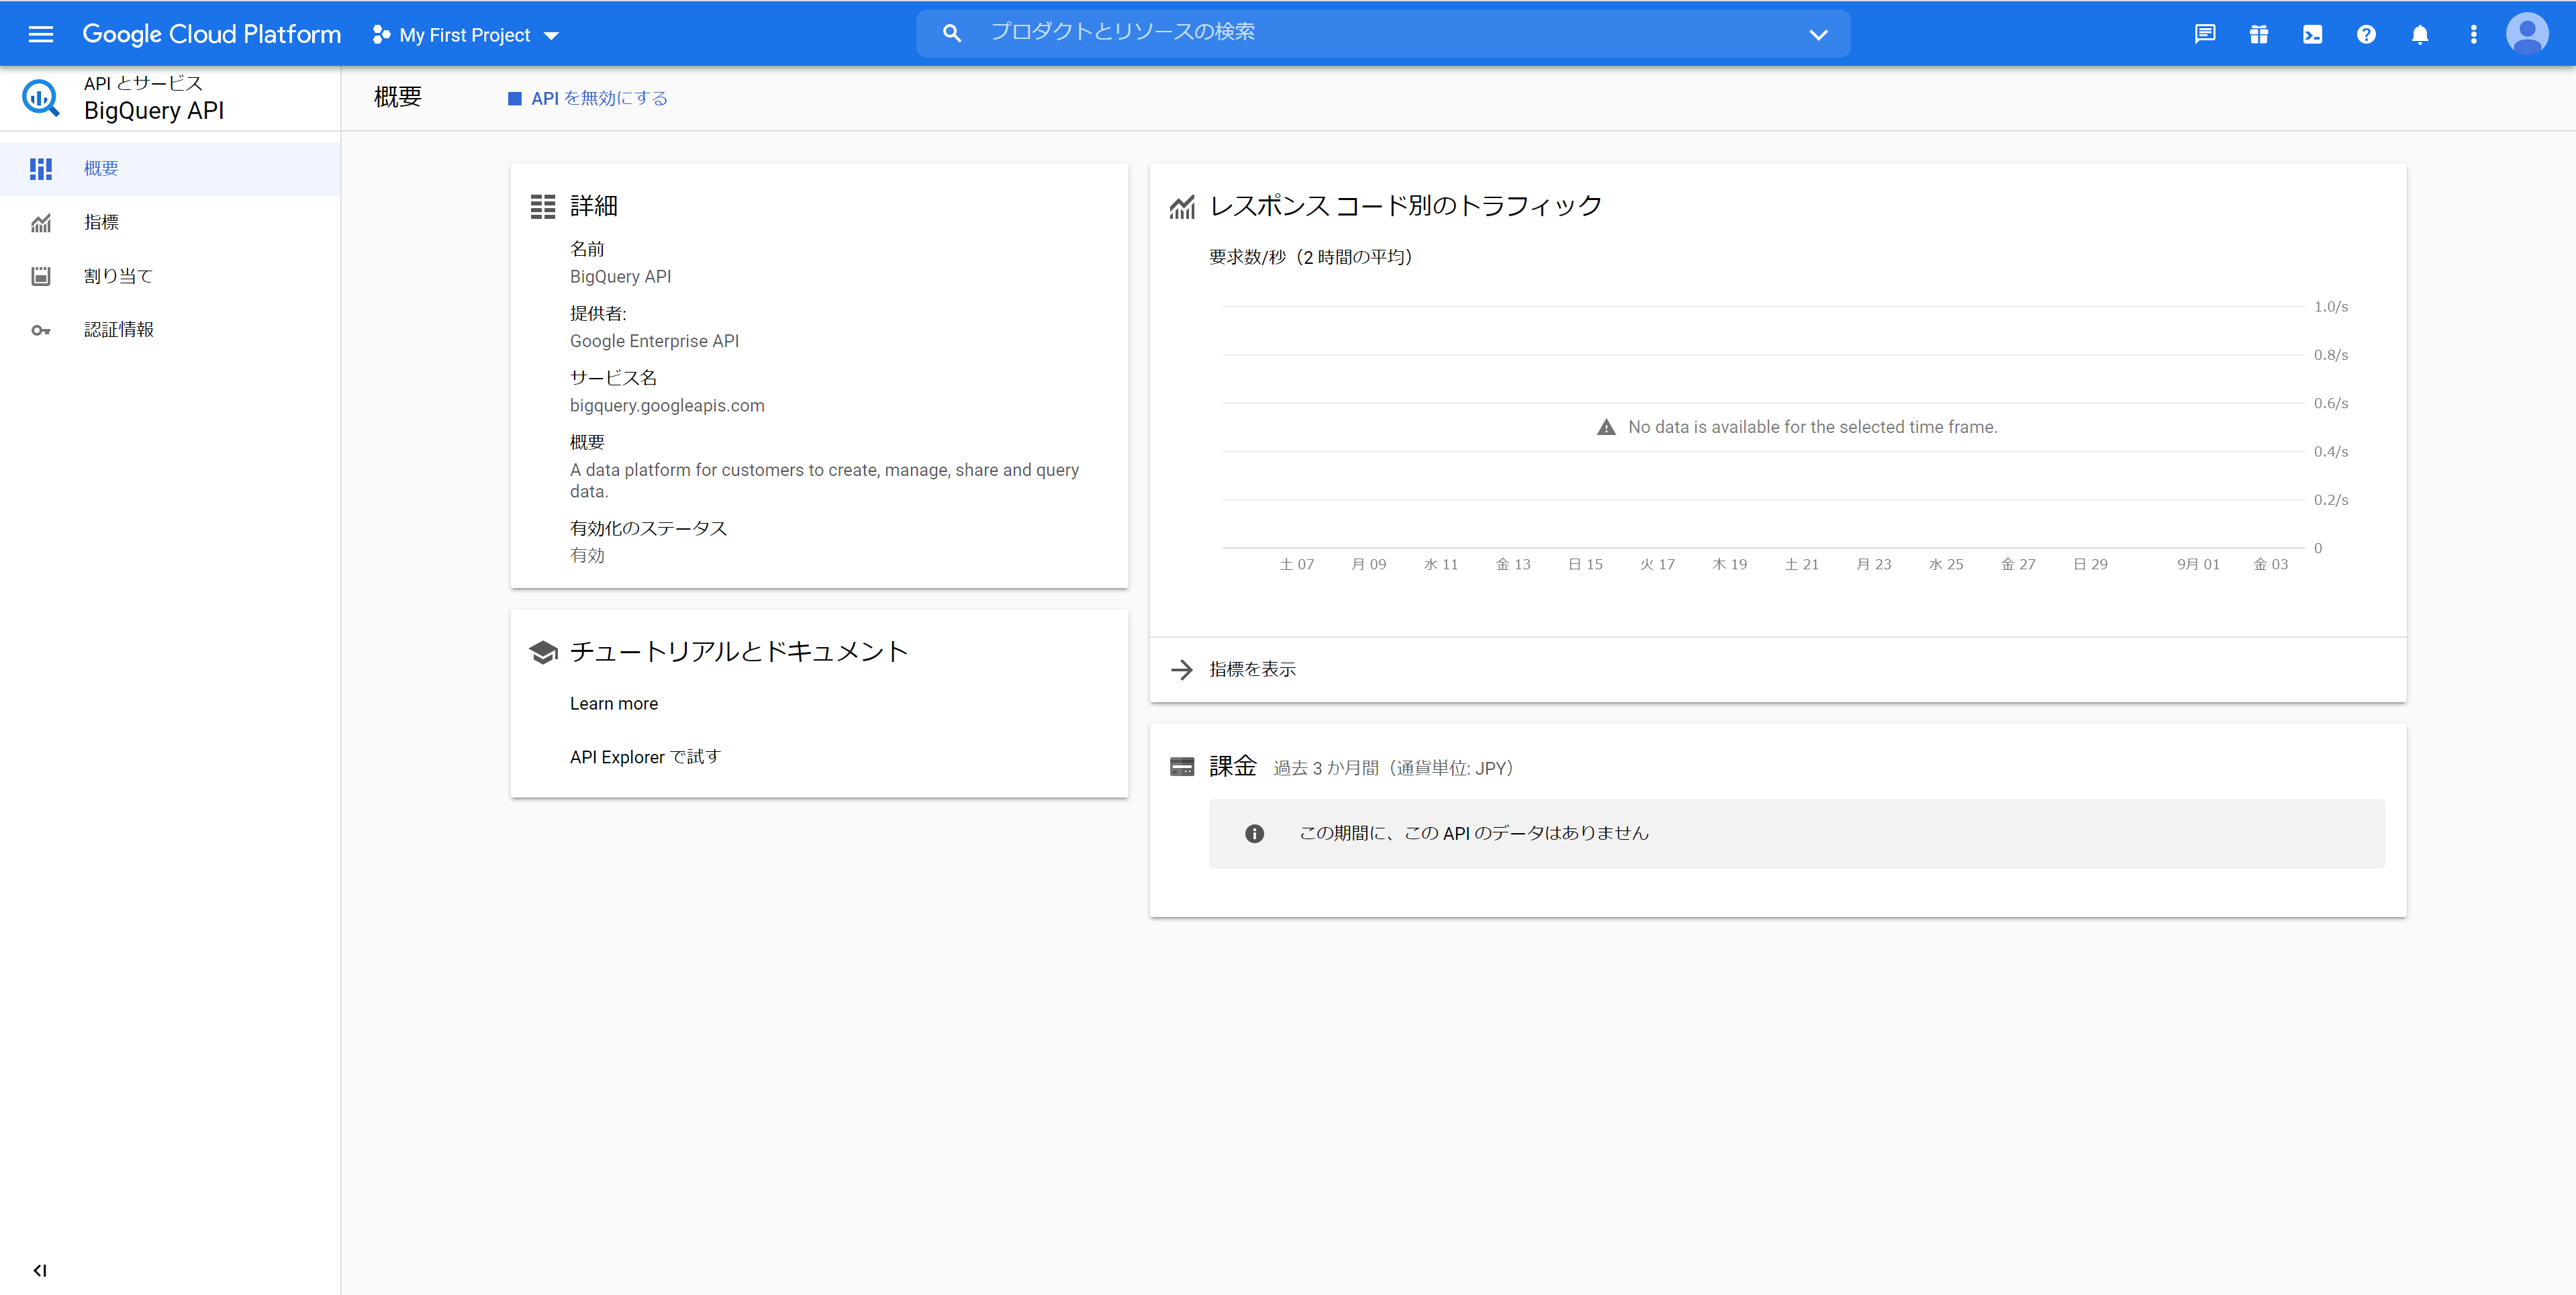 Google Cloud Platform
My First Project
プロダクトとリソースの検索
API とサービス
BigQuery API
概要
API を無効にする
概要
指標
割り当て
認証情報
詳細
名前
BigQuery API
提供者:
Google Enterprise API
サービス名
bigquery.googleapis.com
概要
A data platform for customers to create, manage, share and query
data.
有効化のステータス
有効
チュートリアルとドキュメント
Learn more
API Explorer で試す
レスポンス コード別のトラフィック
要求数/秒（2 時間の平均）
1.0/s
0.8/s
0.6/s
No data is available for the selected time frame.
0.4/s
0.2/s
0
土 07 月 09 水 11 金 13 日 15 火 17 木 19 土 21 月 23 水 25 金 27 日 29 9月 01 金 03
指標を表示
課金 過去 3 か月間（通貨単位: JPY）
この期間に、この API のデータはありません